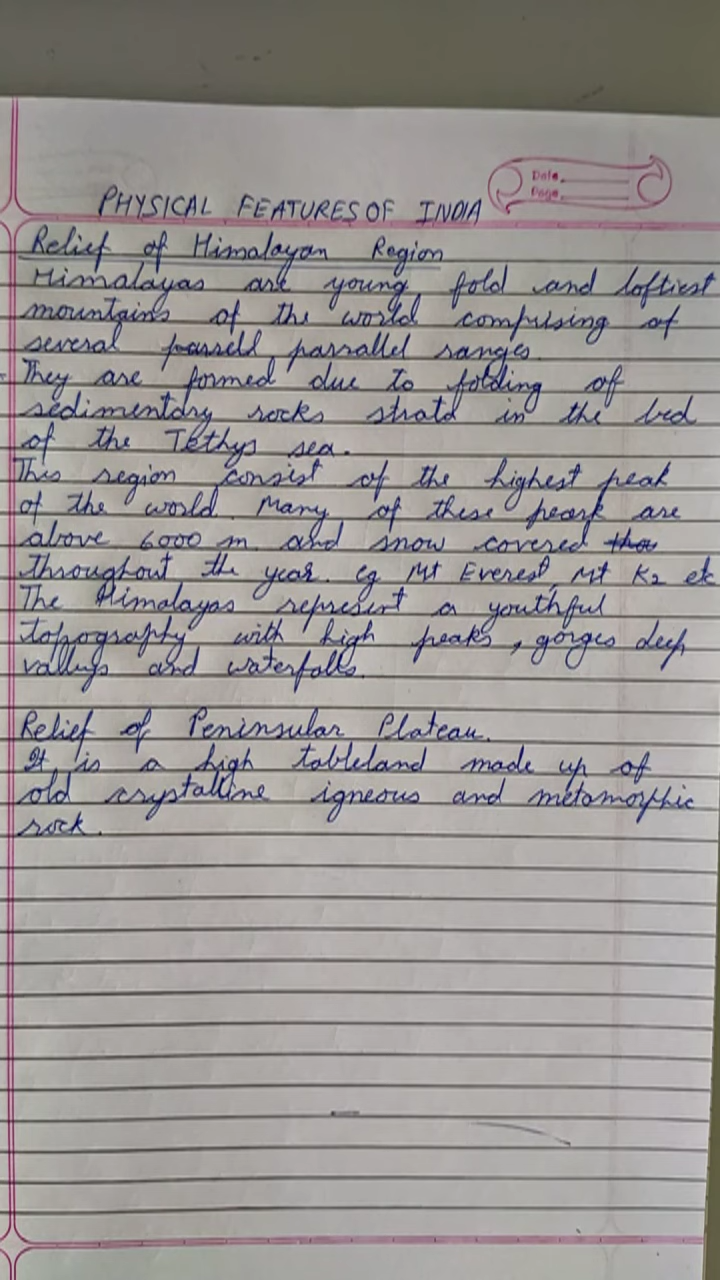 Date.
Page.
PHYSICAL FEATURES OF INDIA
Relief of Himalayan Region
Himalayas are young fold and loftiest
mountains of the world comprising of
several parrallel ranges.
They are formed due to folding of
sedimentary rocks strata in the bed
of the Tethys sea.
This region consist of the highest peak
of the world. Many of these peark are
above 6000 m. and snow covered
throughout the year. eg Mt Everest, Mt K2 etc
The Himalayas represent a youthful
topography with high peaks, gorges deep
valleys and waterfalls.
Relief of Peninsular Plateau.
It is a high tableland made up of
old crystalline igneous and metamorphic
rock.